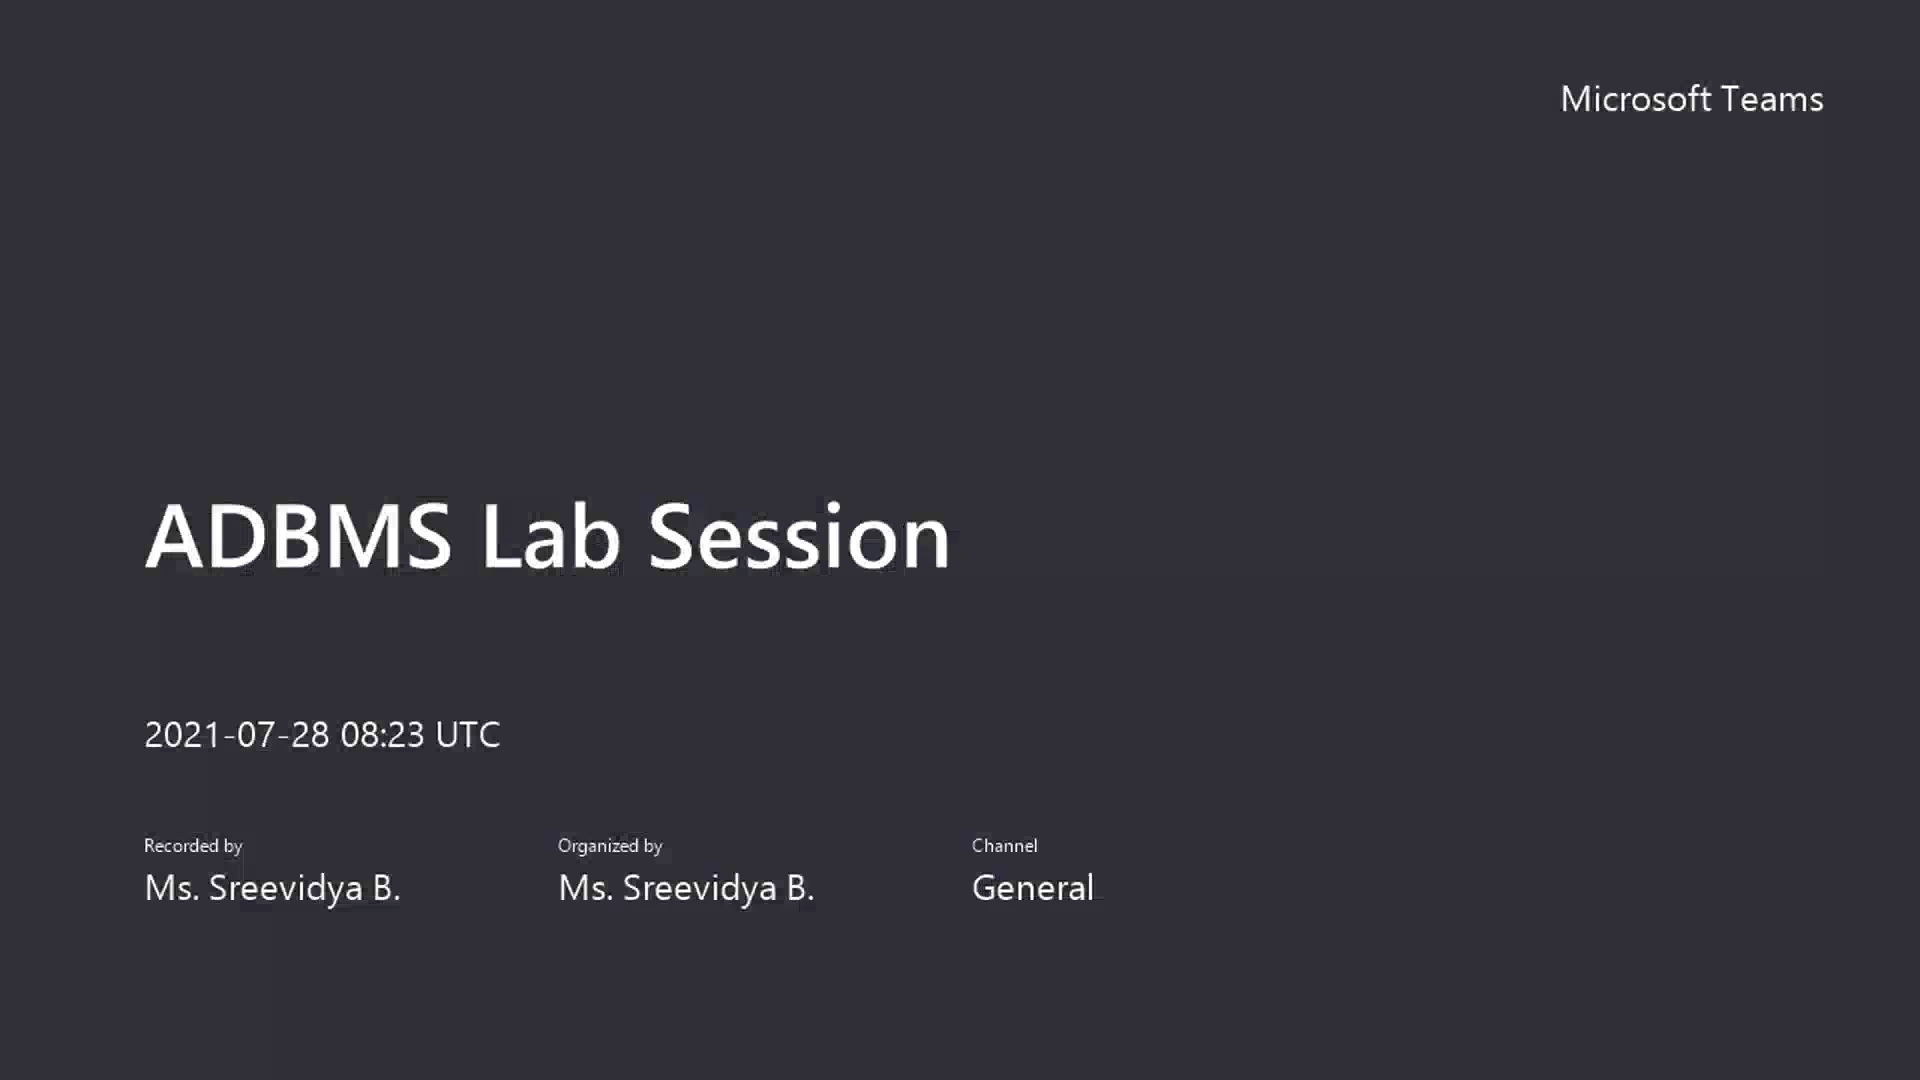 Microsoft Teams
ADBMS Lab Session
2021-07-28 08:23 UTC
Recorded by
Ms. Sreevidya B.
Organized by
Ms. Sreevidya B.
Channel
General